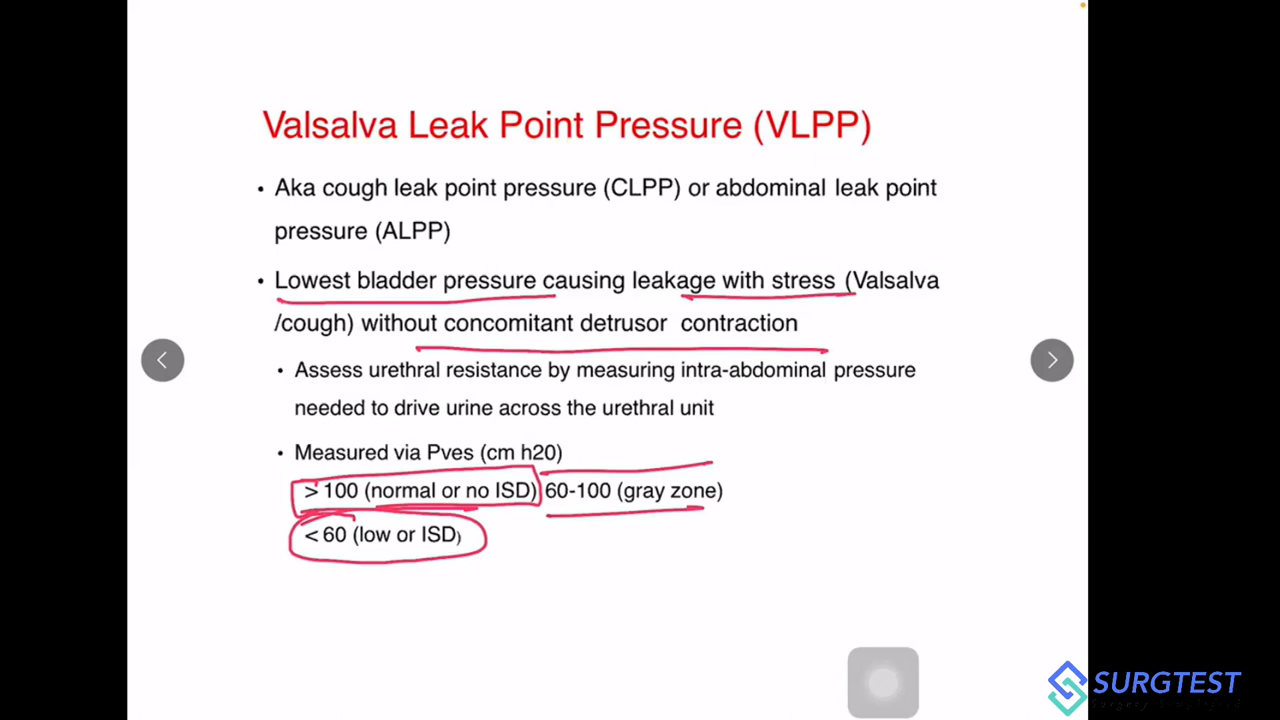 Valsalva Leak Point Pressure (VLPP)
• Aka cough leak point pressure (CLPP) or abdominal leak point
pressure (ALPP)
• Lowest bladder pressure causing leakage with stress (Valsalva
/cough) without concomitant detrusor contraction
• Assess urethral resistance by measuring intra-abdominal pressure
needed to drive urine across the urethral unit
• Measured via Pves (cm h20)
> 100 (normal or no ISD) 60-100 (gray zone)
< 60 (low or ISD)
SURGTEST
Surgery Simplified